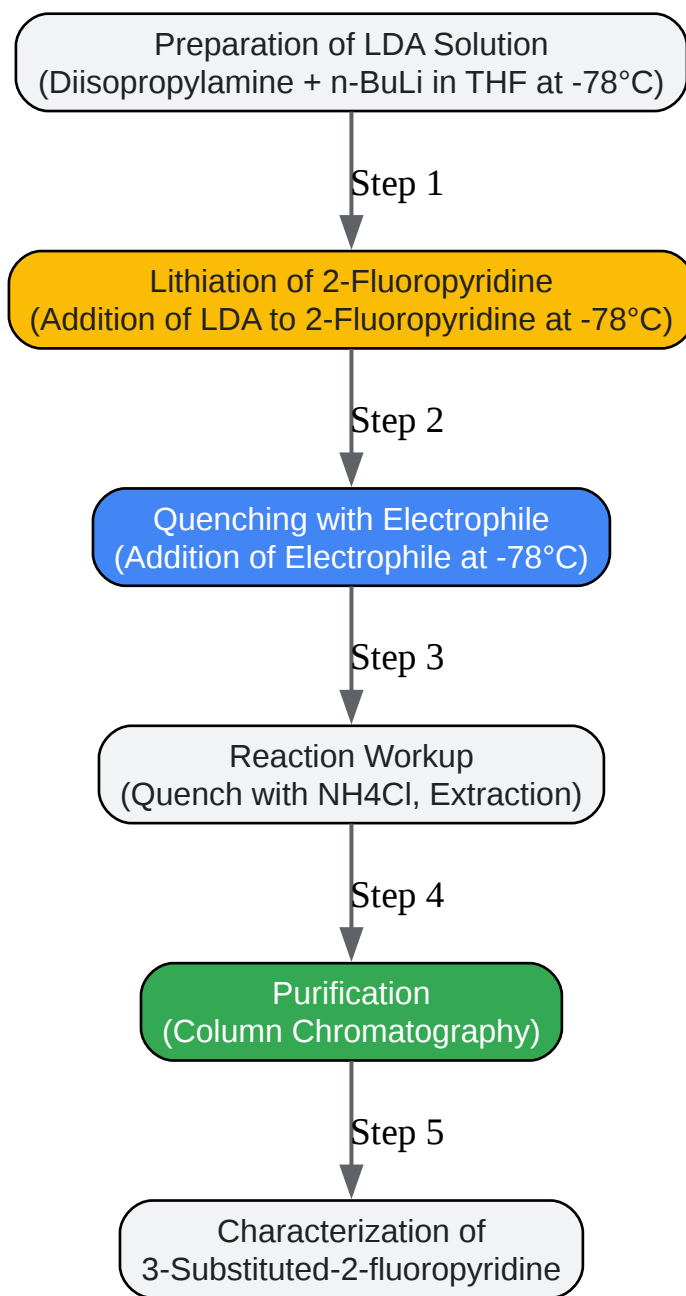 Preparation of LDA Solution
(Diisopropylamine + n-BuLi in THF at -78°C)
Step 1
Lithiation of 2-Fluoropyridine
(Addition of LDA to 2-Fluoropyridine at -78°C)
Step 2
Quenching with Electrophile
(Addition of Electrophile at -78°C)
Step 3
Reaction Workup
(Quench with NH4Cl, Extraction)
Step 4
Purification
(Column Chromatography)
Step 5
Characterization of
3-Substituted-2-fluoropyridine